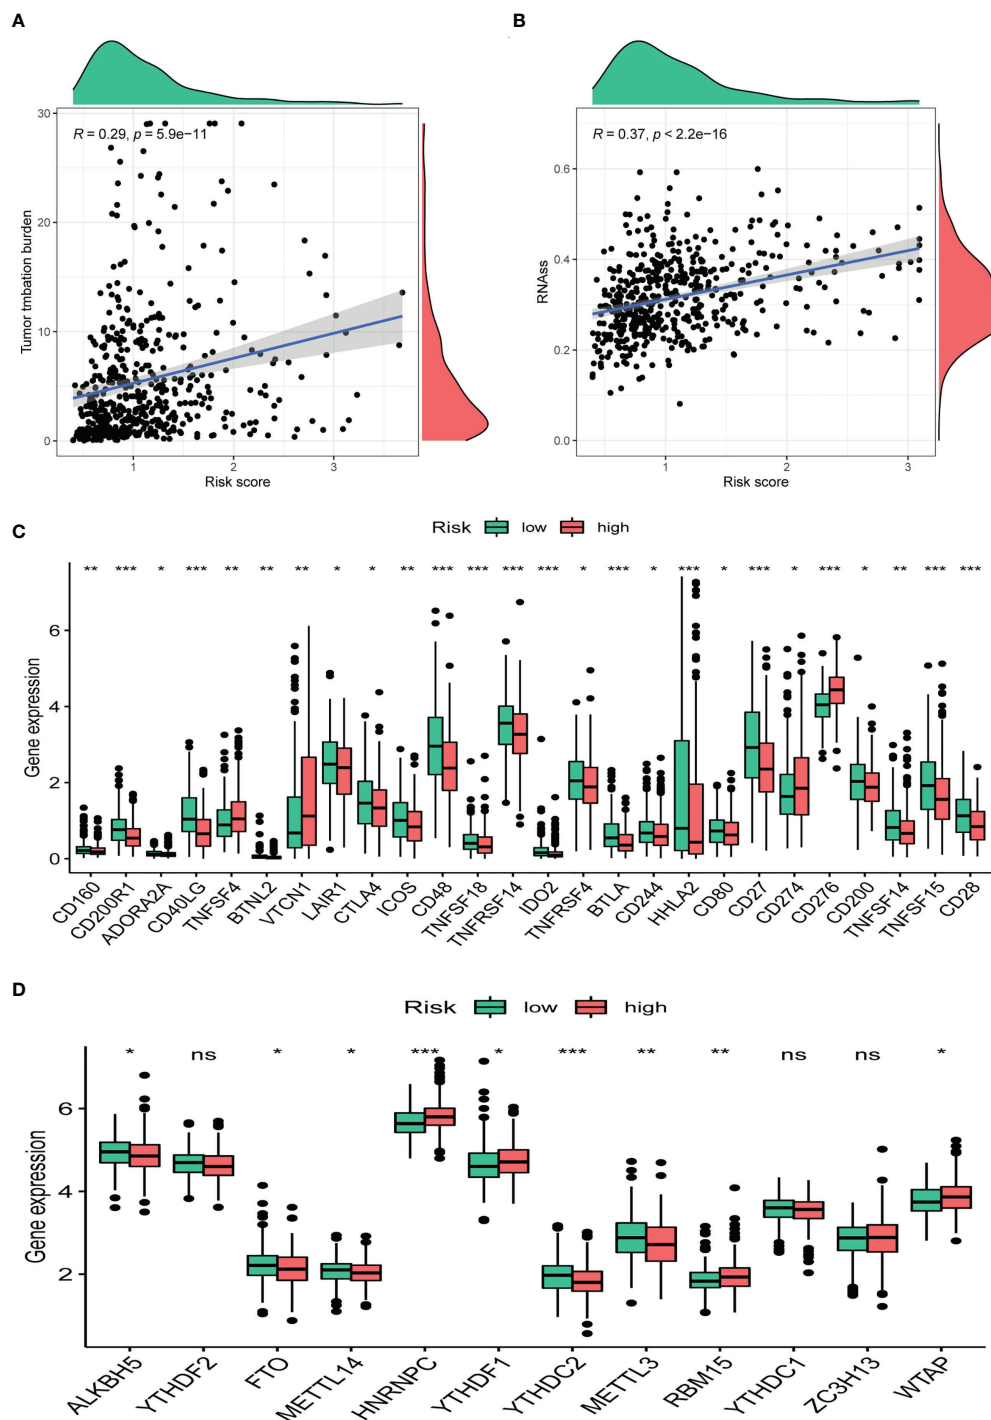 A
R = 0.29, p = 5.9e−11
30
20
10
0
Tumor tmbation burden
1 2 3
Risk score
B
R = 0.37, p < 2.2e−16
0.6
0.4
0.2
0.0
RNAss
1 2 3
Risk score
C
Risk low high
** *** * *** ** ** ** * * ** *** *** *** *** * *** * *** * *** * *** * ** *** ***
6
4
2
0
Gene expression
CD160 CD200R1 ADORA2A CD40LG TNFSF4 BTNL2 VTCN1 LAIR1 CTLA4 ICOS CD48 TNFSF18 TNFRSF14 IDO2 TNFRSF4 BTLA CD244 HHLA2 CD80 CD27 CD274 CD276 CD200 TNFSF14 TNFSF15 CD28
D
Risk low high
* ns * * *** * *** ** ** ns ns *
6
4
2
Gene expression
ALKBH5 YTHDF2 FTO METTL14 HNRNPC YTHDF1 YTHDC2 METTL3 RBM15 YTHDC1 ZC3H13 WTAP